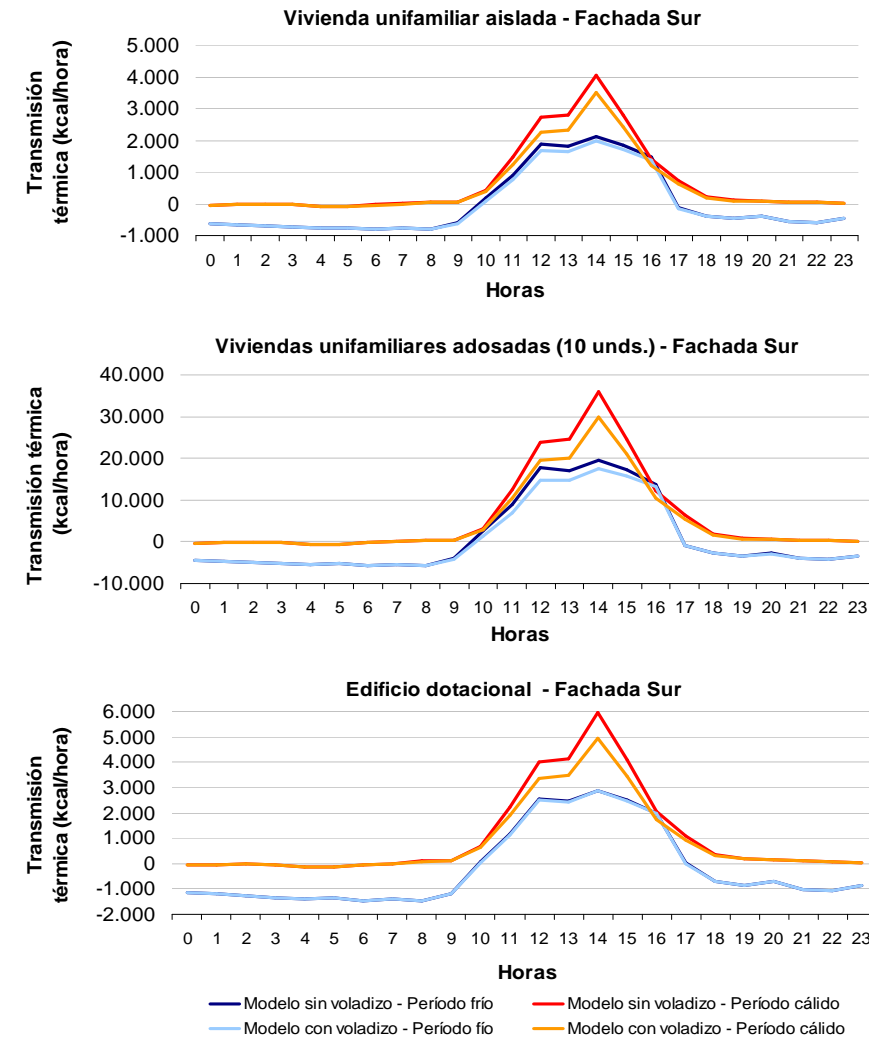 Vivienda unifamiliar aislada - Fachada Sur
Transmisión
térmica (kcal/hora)
5.000
4.000
3.000
2.000
1.000
0
-1.000
0 1 2 3 4 5 6 7 8 9 10 11 12 13 14 15 16 17 18 19 20 21 22 23
Horas
Viviendas unifamiliares adosadas (10 unds.) - Fachada Sur
Transmisión térmica
(kcal/hora)
40.000
30.000
20.000
10.000
0
-10.000
0 1 2 3 4 5 6 7 8 9 10 11 12 13 14 15 16 17 18 19 20 21 22 23
Horas
Edificio dotacional - Fachada Sur
Transmisión
térmica (kcal/hora)
6.000
5.000
4.000
3.000
2.000
1.000
0
-1.000
-2.000
0 1 2 3 4 5 6 7 8 9 10 11 12 13 14 15 16 17 18 19 20 21 22 23
Horas
Modelo sin voladizo - Período frío
Modelo sin voladizo - Período cálido
Modelo con voladizo - Período fío
Modelo con voladizo - Período cálido